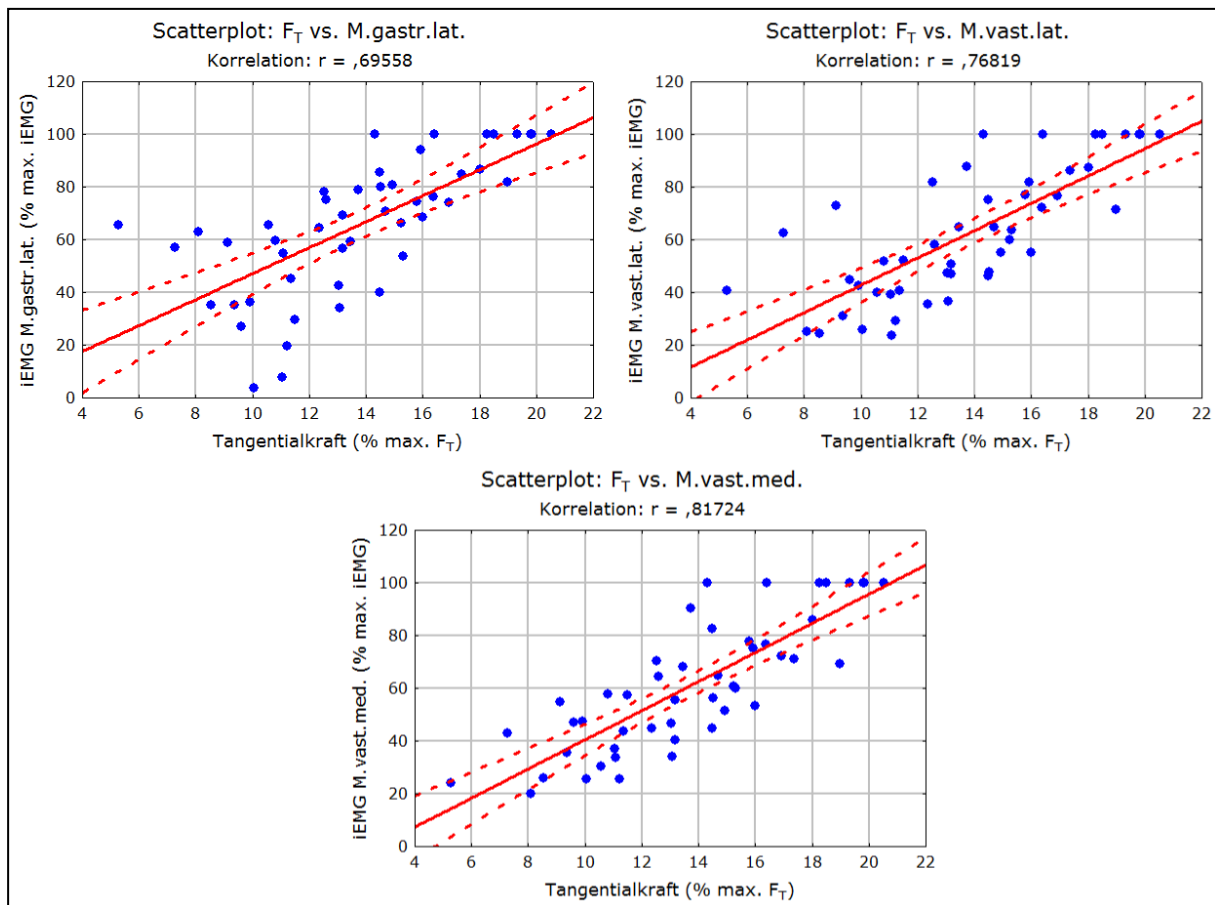 Scatterplot: F_T vs. M.gastr.lat.
Korrelation: r = ,69558
iEMG M.gastr.lat. (% max. iEMG)
120
100
80
60
40
20
0
4 6 8 10 12 14 16 18 20 22
Tangentialkraft (% max. F_T)
Scatterplot: F_T vs. M.vast.lat.
Korrelation: r = ,76819
iEMG M.vast.lat. (% max. iEMG)
120
100
80
60
40
20
0
4 6 8 10 12 14 16 18 20 22
Tangentialkraft (% max. F_T)
Scatterplot: F_T vs. M.vast.med.
Korrelation: r = ,81724
iEMG M.vast.med. (% max. iEMG)
120
100
80
60
40
20
0
4 6 8 10 12 14 16 18 20 22
Tangentialkraft (% max. F_T)